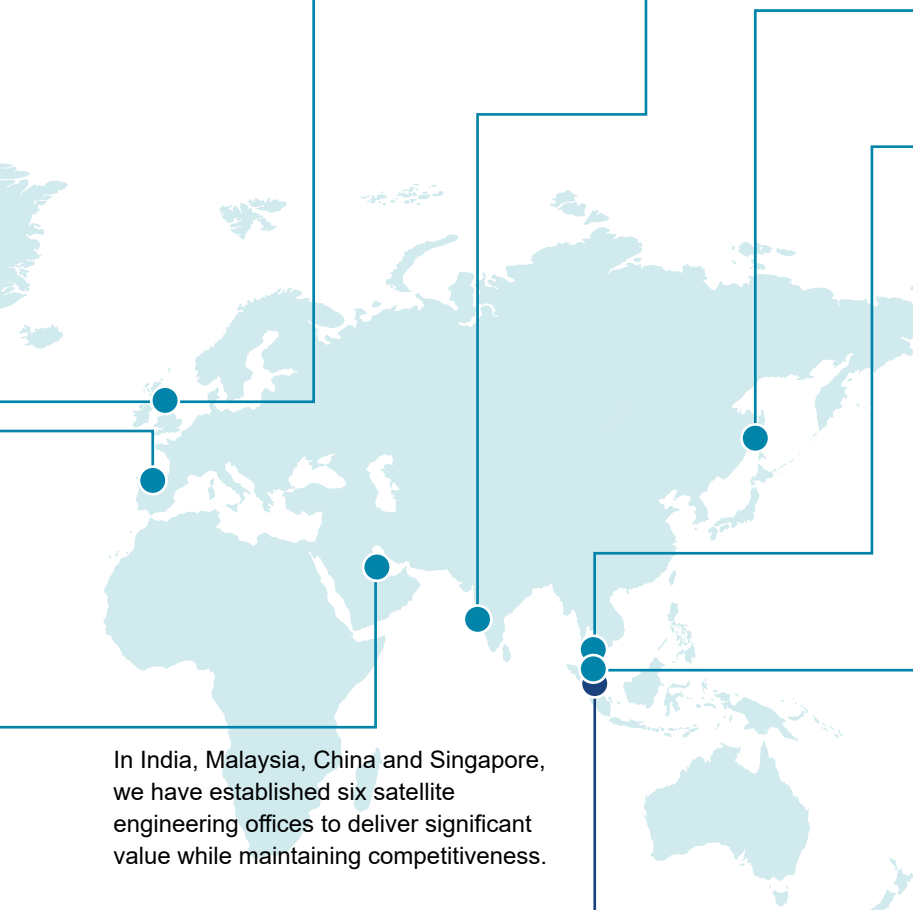 In India, Malaysia, China and Singapore,
we have established six satellite
engineering offices to deliver significant
value while maintaining competitiveness.